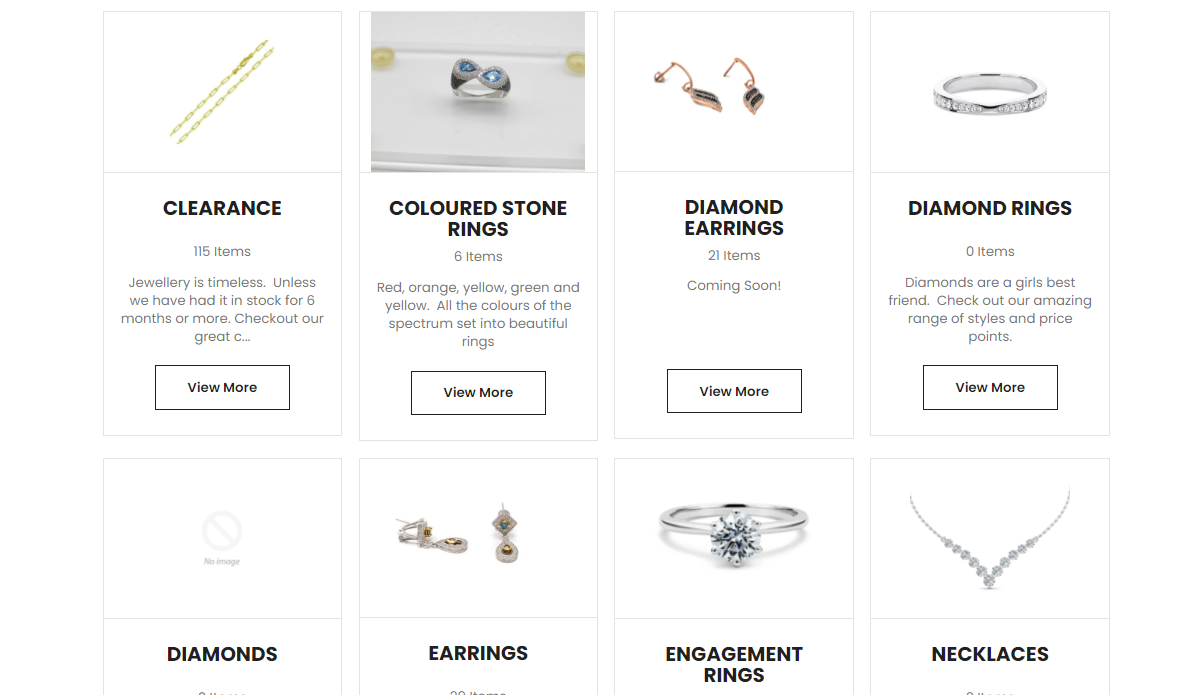 CLEARANCE
115 Items
Jewellery is timeless.  Unless
we have had it in stock for 6
months or more. Checkout our
great c...
View More
COLOURED STONE
RINGS
6 Items
Red, orange, yellow, green and
yellow.  All the colours of the
spectrum set into beautiful
rings
View More
DIAMOND
EARRINGS
21 Items
Coming Soon!
View More
DIAMOND RINGS
0 Items
Diamonds are a girls best
friend.  Check out our amazing
range of styles and price
points.
View More
No image
DIAMONDS
Items
EARRINGS
Items
ENGAGEMENT
RINGS
NECKLACES
Items